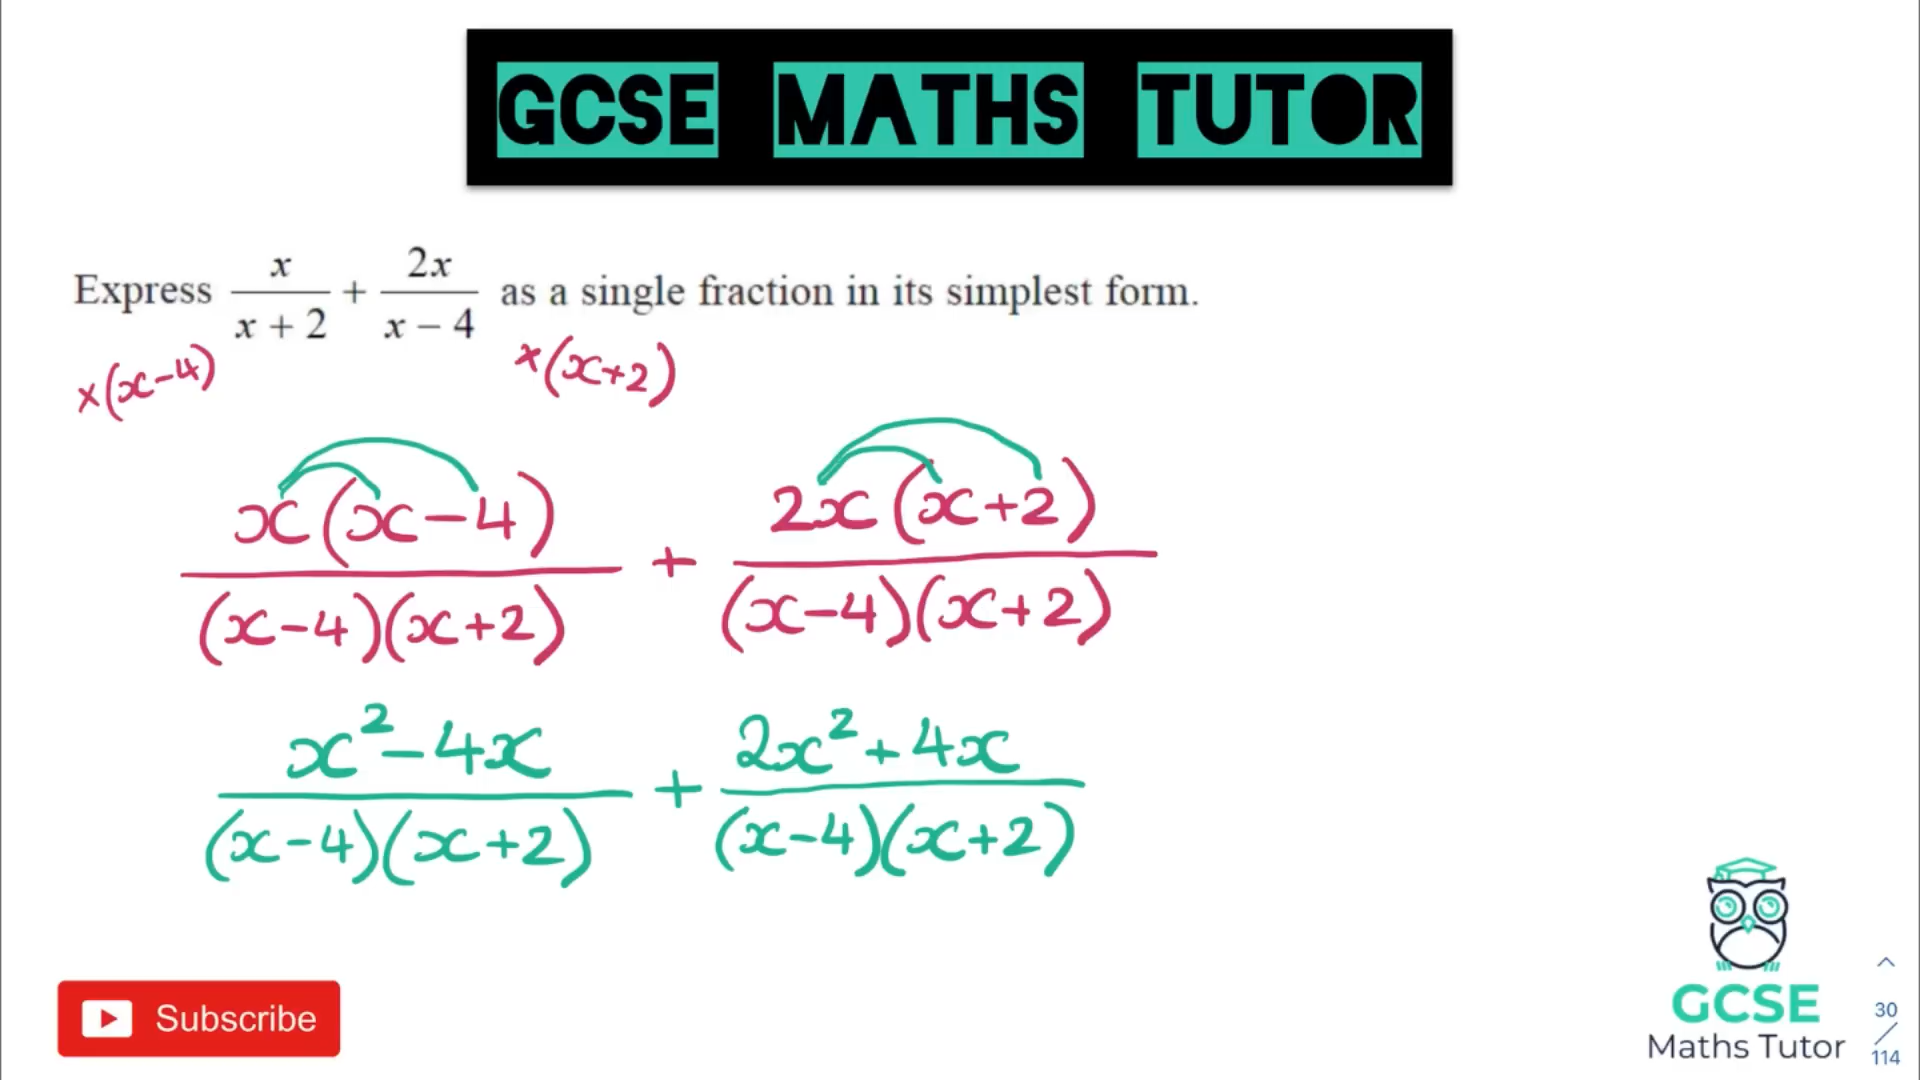 GCSE MATHS TUTOR
Express x/(x + 2) + 2x/(x − 4) as a single fraction in its simplest form.
×(x−4) ×(x+2)
x(x−4)/(x−4)(x+2) + 2x(x+2)/(x−4)(x+2)
x²−4x/(x−4)(x+2) + 2x²+4x/(x−4)(x+2)
Subscribe
GCSE
Maths Tutor
30/114